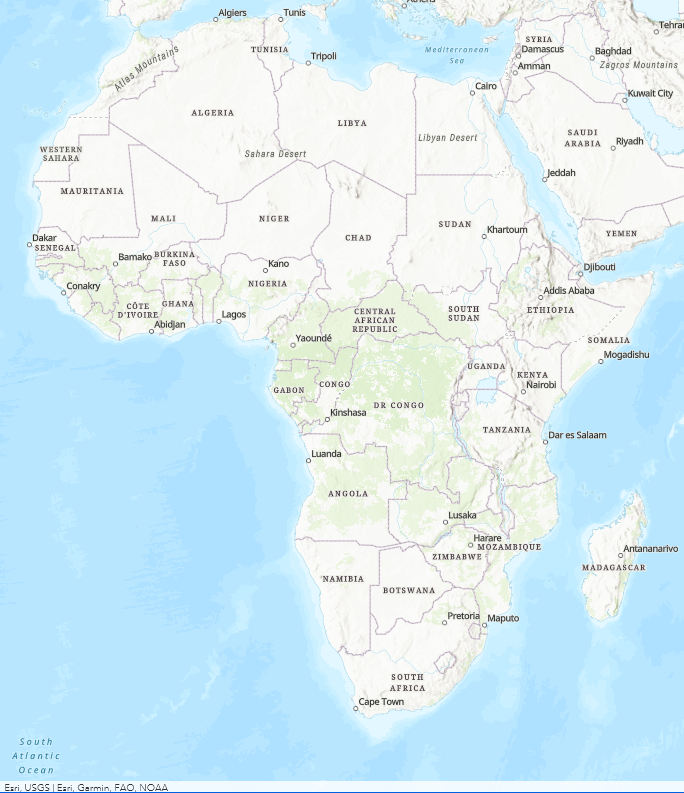 Athens
Algiers
Tunis
Tehra
SYRIA
Atlas Mountains
TUNISIA
Mediterranean
Sea
Damascus
Baghdad
Tripoli
Amman
Zagros Mountains
Cairo
Kuwait City
ALGERIA
LIBYA
Libyan Desert
SAUDI
ARABIA
Riyadh
WESTERN
SAHARA
Sahara Desert
Jeddah
MAURITANIA
MALI
NIGER
SUDAN
Khartoum
YEMEN
Dakar
SENEGAL
CHAD
Bamako
BURKINA
FASO
Kano
Djibouti
Conakry
NIGERIA
Addis Ababa
CÔTE
D'IVOIRE
GHANA
Lagos
CENTRAL
AFRICAN
REPUBLIC
SOUTH
SUDAN
ETHIOPIA
Abidjan
Yaoundé
SOMALIA
Mogadishu
UGANDA
KENYA
Nairobi
GABON
CONGO
DR CONGO
Kinshasa
TANZANIA
Dar es Salaam
Luanda
ANGOLA
Lusaka
Harare
MOZAMBIQUE
Antananarivo
ZIMBABWE
MADAGASCAR
NAMIBIA
BOTSWANA
Pretoria
Maputo
SOUTH
AFRICA
Cape Town
South
Atlantic
Ocean
Esri, USGS | Esri, Garmin, FAO, NOAA